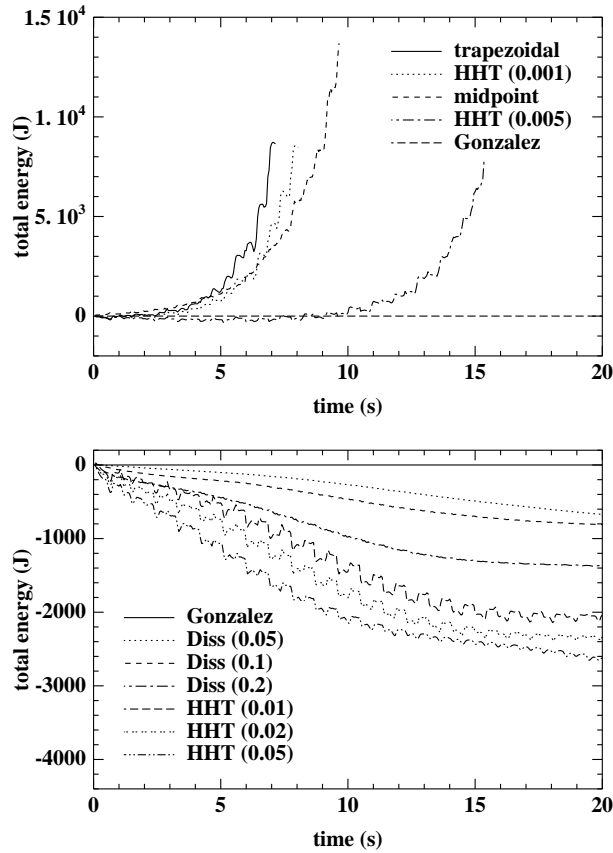 1.5 10⁴
1. 10⁴
5. 10³
0
total energy (J)
trapezoidal
HHT (0.001)
midpoint
HHT (0.005)
Gonzalez
0 5 10 15 20
time (s)
0
-1000
-2000
-3000
-4000
total energy (J)
Gonzalez
Diss (0.05)
Diss (0.1)
Diss (0.2)
HHT (0.01)
HHT (0.02)
HHT (0.05)
0 5 10 15 20
time (s)